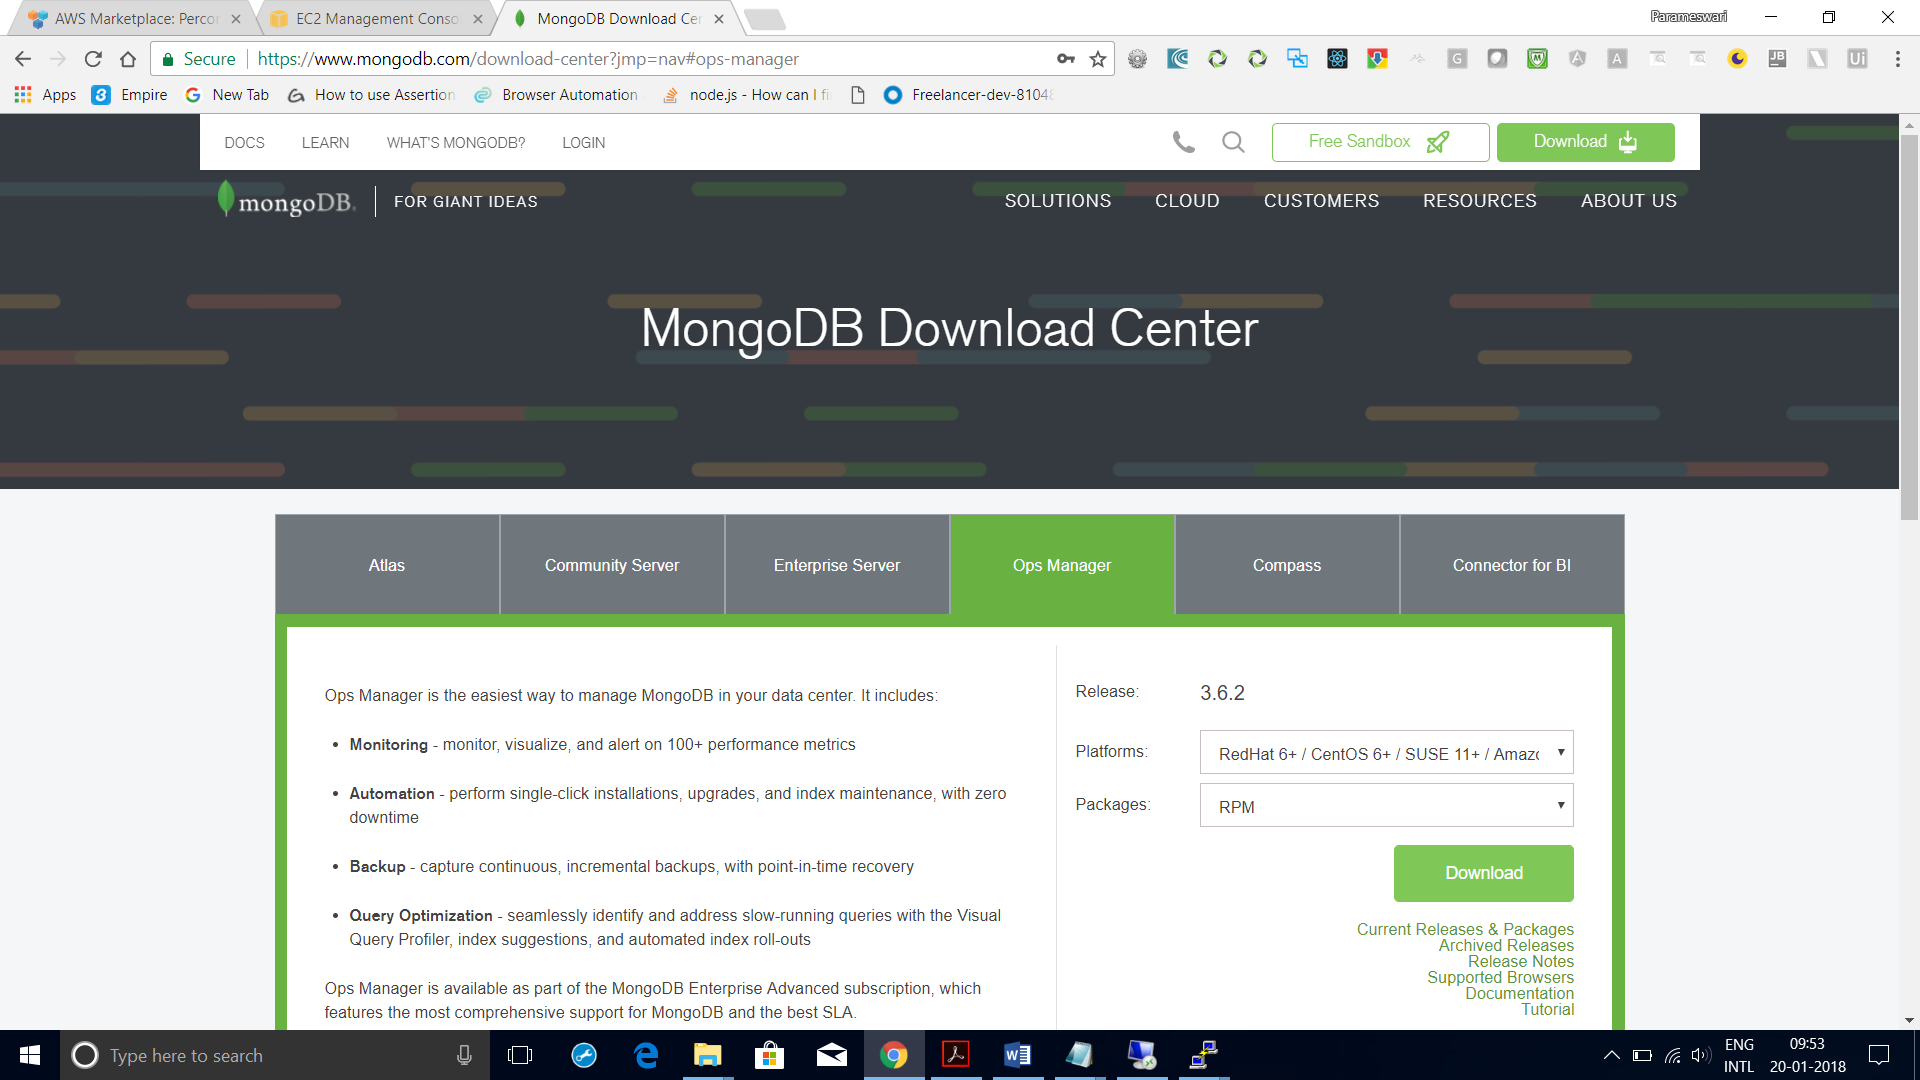 AWS Marketplace: Percon
EC2 Management Conso
MongoDB Download Cen
Parameswari
Secure
https://www.mongodb.com/download-center?jmp=nav#ops-manager
Apps
Empire
New Tab
How to use Assertion
Browser Automation
node.js - How can I fi
Freelancer-dev-81048
DOCS
LEARN
WHAT'S MONGODB?
LOGIN
Free Sandbox
Download
mongoDB.
FOR GIANT IDEAS
SOLUTIONS
CLOUD
CUSTOMERS
RESOURCES
ABOUT US
MongoDB Download Center
Atlas
Community Server
Enterprise Server
Ops Manager
Compass
Connector for BI
Ops Manager is the easiest way to manage MongoDB in your data center. It includes:
• Monitoring - monitor, visualize, and alert on 100+ performance metrics
• Automation - perform single-click installations, upgrades, and index maintenance, with zero
downtime
• Backup - capture continuous, incremental backups, with point-in-time recovery
• Query Optimization - seamlessly identify and address slow-running queries with the Visual
Query Profiler, index suggestions, and automated index roll-outs
Ops Manager is available as part of the MongoDB Enterprise Advanced subscription, which
features the most comprehensive support for MongoDB and the best SLA.
Release:
3.6.2
Platforms:
RedHat 6+ / CentOS 6+ / SUSE 11+ / Amazo
Packages:
RPM
Download
Current Releases & Packages
Archived Releases
Release Notes
Supported Browsers
Documentation
Tutorial
Type here to search
ENG
INTL
09:53
20-01-2018